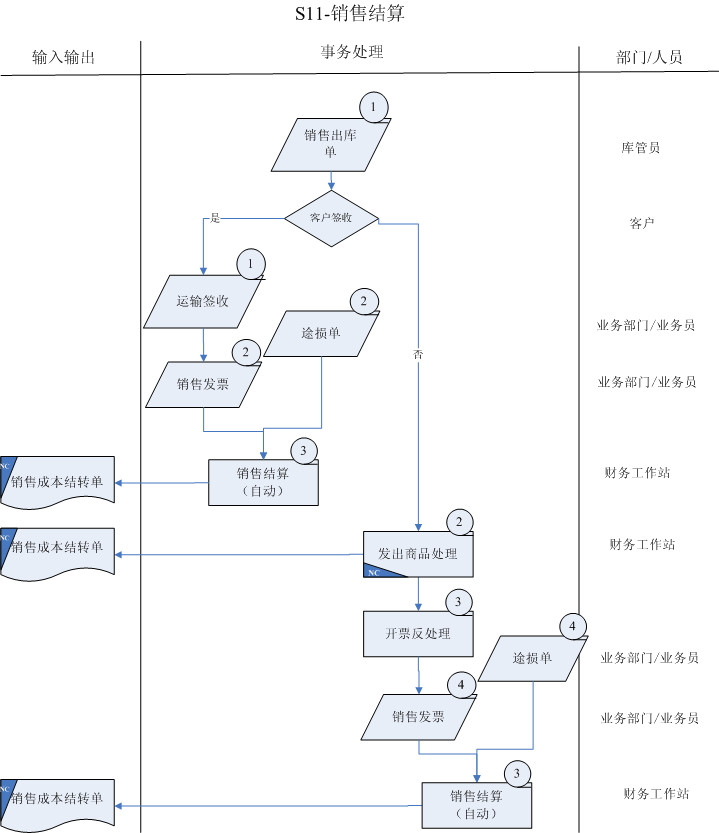 S11-销售结算
输入输出
事务处理
部门/人员
1
销售出库
单
库管员
是
客户签收
客户
1
运输签收
2
途损单
业务部门/业务员
否
2
销售发票
业务部门/业务员
3
NC
销售成本结转单
销售结算
（自动）
财务工作站
2
NC
销售成本结转单
发出商品处理
NC
财务工作站
3
开票反处理
4
途损单
业务部门/业务员
4
销售发票
业务部门/业务员
3
NC
销售成本结转单
销售结算
（自动）
财务工作站